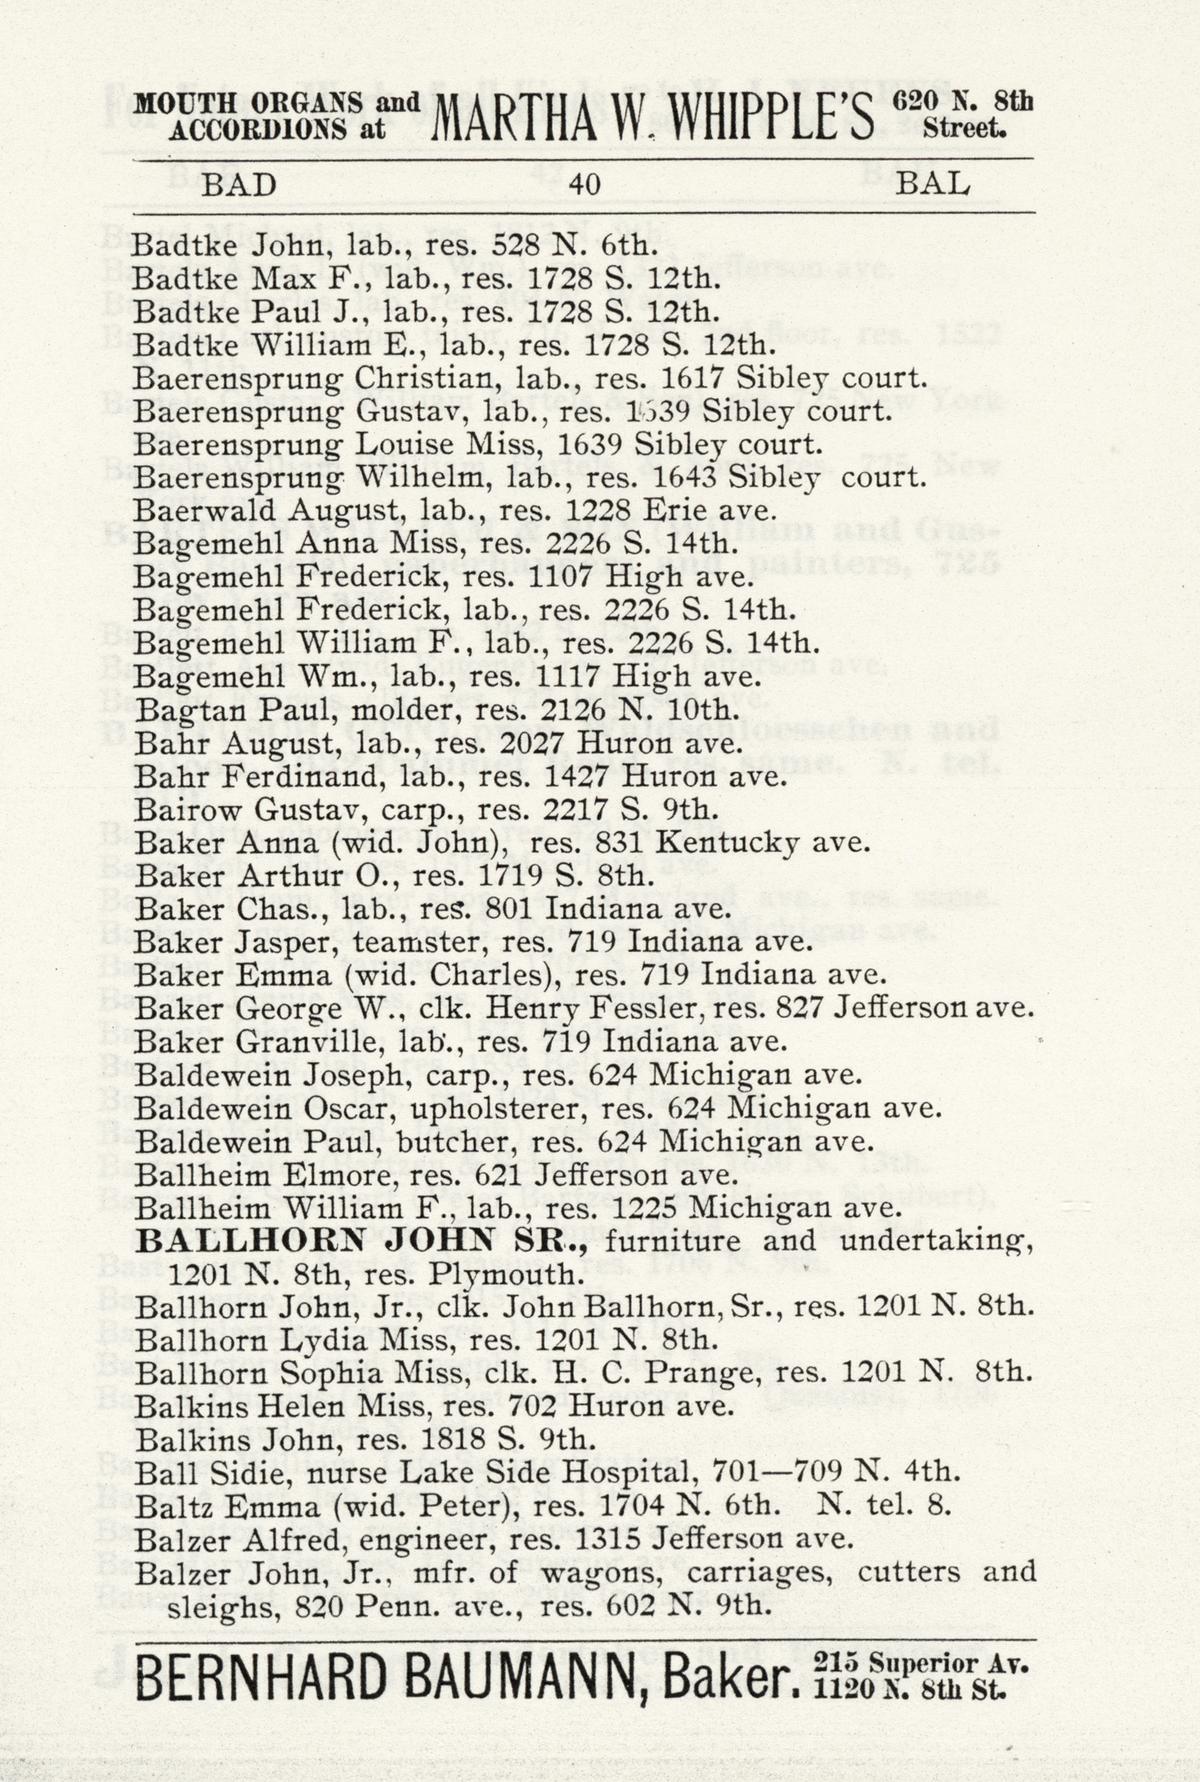 MOUTH ORGANS and ACCORDIONS at MARTHA W. WHIPPLE'S 620 N. 8th Street.
BAD 40 BAL
Badtke John, lab., res. 528 N. 6th.
Badtke Max F., lab., res. 1728 S. 12th.
Badtke Paul J., lab., res. 1728 S. 12th.
Badtke William E., lab., res. 1728 S. 12th.
Baerensprung Christian, lab., res. 1617 Sibley court.
Baerensprung Gustav, lab., res. 1639 Sibley court.
Baerensprung Louise Miss, 1639 Sibley court.
Baerensprung Wilhelm, lab., res. 1643 Sibley court.
Baerwald August, lab., res. 1228 Erie ave.
Bagemehl Anna Miss, res. 2226 S. 14th.
Bagemehl Frederick, res. 1107 High ave.
Bagemehl Frederick, lab., res. 2226 S. 14th.
Bagemehl William F., lab., res. 2226 S. 14th.
Bagemehl Wm., lab., res. 1117 High ave.
Bagtan Paul, molder, res. 2126 N. 10th.
Bahr August, lab., res. 2027 Huron ave.
Bahr Ferdinand, lab., res. 1427 Huron ave.
Bairow Gustav, carp., res. 2217 S. 9th.
Baker Anna (wid. John), res. 831 Kentucky ave.
Baker Arthur O., res. 1719 S. 8th.
Baker Chas., lab., res. 801 Indiana ave.
Baker Jasper, teamster, res. 719 Indiana ave.
Baker Emma (wid. Charles), res. 719 Indiana ave.
Baker George W., clk. Henry Fessler, res. 827 Jefferson ave.
Baker Granville, lab., res. 719 Indiana ave.
Baldewein Joseph, carp., res. 624 Michigan ave.
Baldewein Oscar, upholsterer, res. 624 Michigan ave.
Baldewein Paul, butcher, res. 624 Michigan ave.
Ballheim Elmore, res. 621 Jefferson ave.
Ballheim William F., lab., res. 1225 Michigan ave.
BALLHORN JOHN SR., furniture and undertaking,
1201 N. 8th, res. Plymouth.
Ballhorn John, Jr., clk. John Ballhorn, Sr., res. 1201 N. 8th.
Ballhorn Lydia Miss, res. 1201 N. 8th.
Ballhorn Sophia Miss, clk. H. C. Prange, res. 1201 N. 8th.
Balkins Helen Miss, res. 702 Huron ave.
Balkins John, res. 1818 S. 9th.
Ball Sidie, nurse Lake Side Hospital, 701—709 N. 4th.
Baltz Emma (wid. Peter), res. 1704 N. 6th. N. tel. 8.
Balzer Alfred, engineer, res. 1315 Jefferson ave.
Balzer John, Jr., mfr. of wagons, carriages, cutters and
sleighs, 820 Penn. ave., res. 602 N. 9th.
BERNHARD BAUMANN, Baker. 215 Superior Av. 1120 N. 8th St.